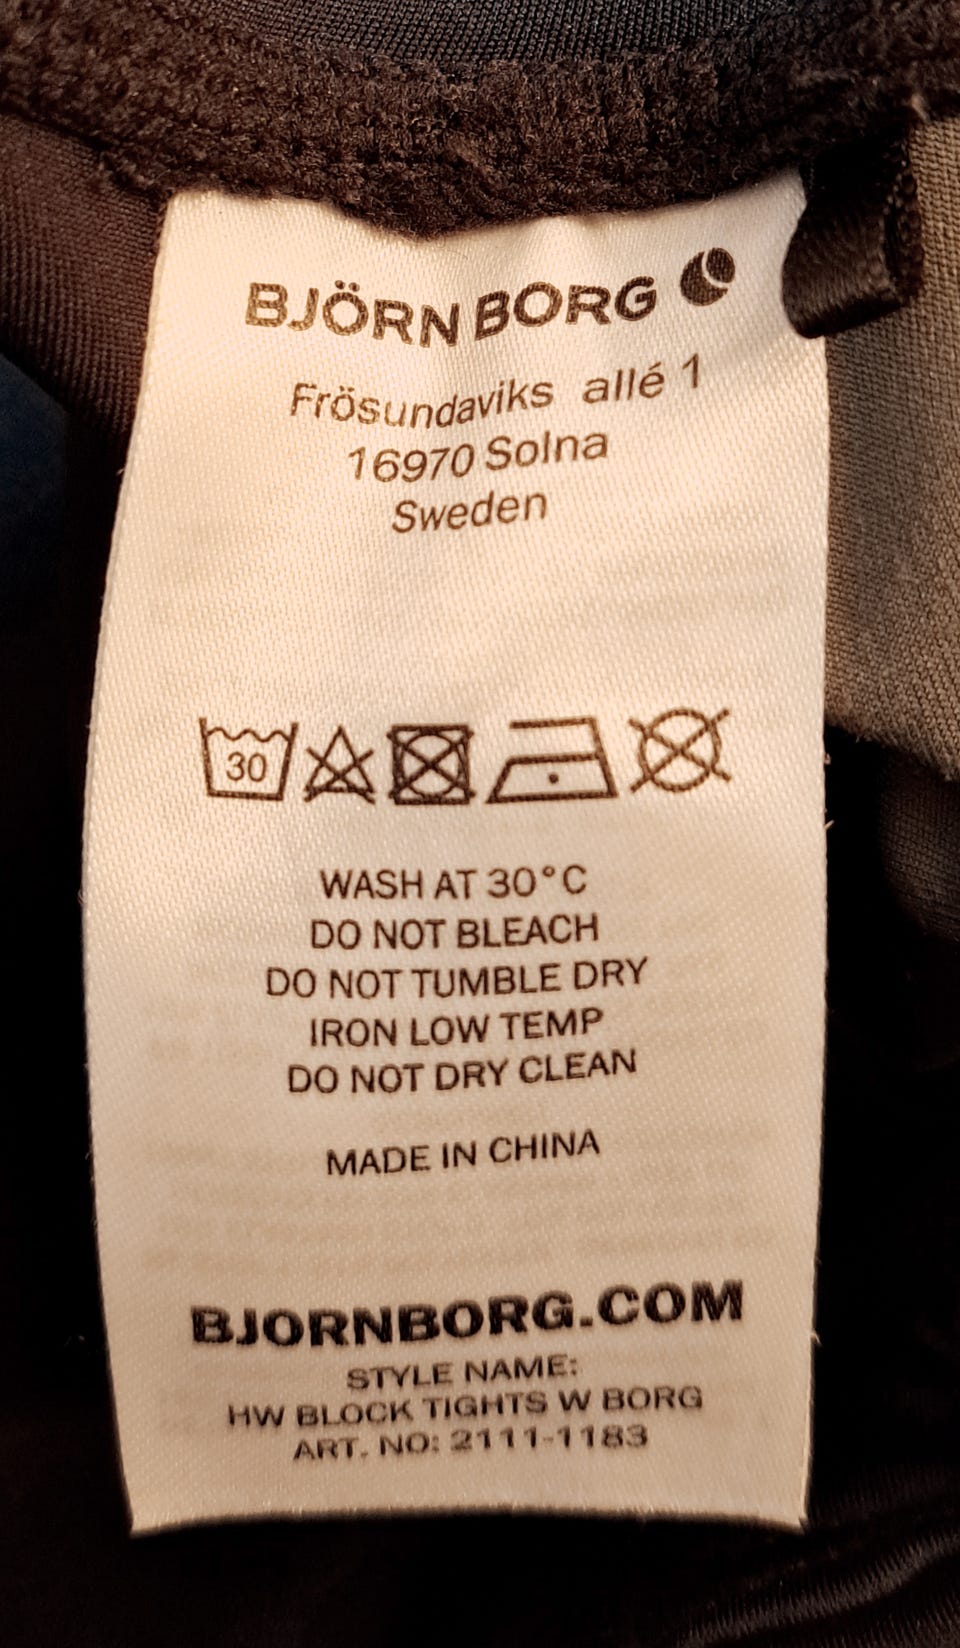 BJÖRN BORG
Frösundaviks allé 1
16970 Solna
Sweden
30
WASH AT 30°C
DO NOT BLEACH
DO NOT TUMBLE DRY
IRON LOW TEMP
DO NOT DRY CLEAN
MADE IN CHINA
BJORNBORG.COM
STYLE NAME:
HW BLOCK TIGHTS W BORG
ART. NO: 2111-1183